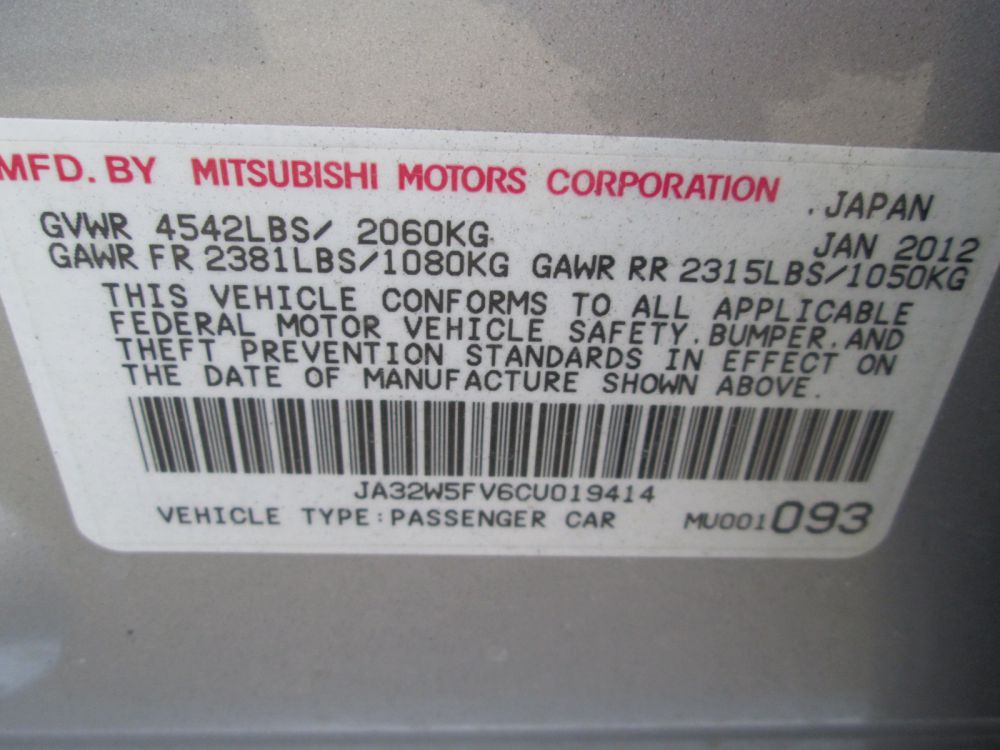 MFD. BY MITSUBISHI MOTORS CORPORATION
.JAPAN
GVWR 4542LBS/ 2060KG
JAN 2012
GAWR FR 2381LBS/1080KG GAWR RR 2315LBS/1050KG
THIS VEHICLE CONFORMS TO ALL APPLICABLE
FEDERAL MOTOR VEHICLE SAFETY.BUMPER.AND
THEFT PREVENTION STANDARDS IN EFFECT ON
THE DATE OF MANUFACTURE SHOWN ABOVE.
JA32W5FV6CU019414
VEHICLE TYPE:PASSENGER CAR MU001 093